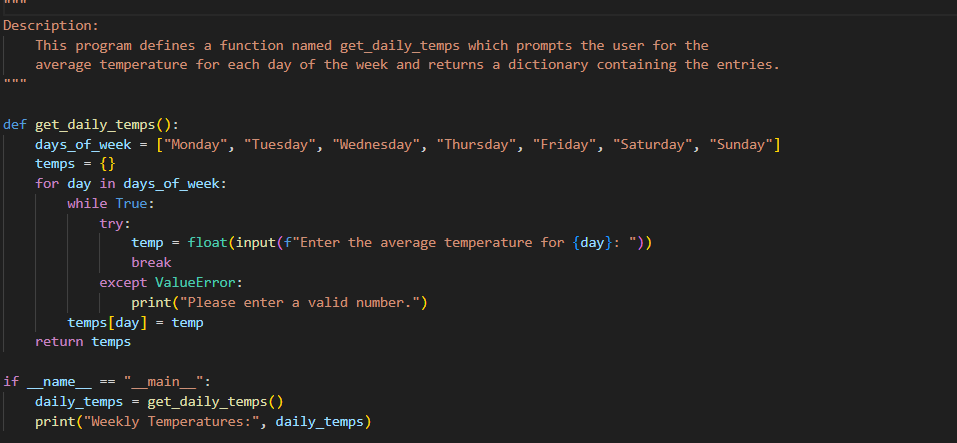 """
Description:
    This program defines a function named get_daily_temps which prompts the user for the
    average temperature for each day of the week and returns a dictionary containing the entries.
"""

def get_daily_temps():
    days_of_week = ["Monday", "Tuesday", "Wednesday", "Thursday", "Friday", "Saturday", "Sunday"]
    temps = {}
    for day in days_of_week:
        while True:
            try:
                temp = float(input(f"Enter the average temperature for {day}: "))
                break
            except ValueError:
                print("Please enter a valid number.")
        temps[day] = temp
    return temps

if __name__ == "__main__":
    daily_temps = get_daily_temps()
    print("Weekly Temperatures:", daily_temps)